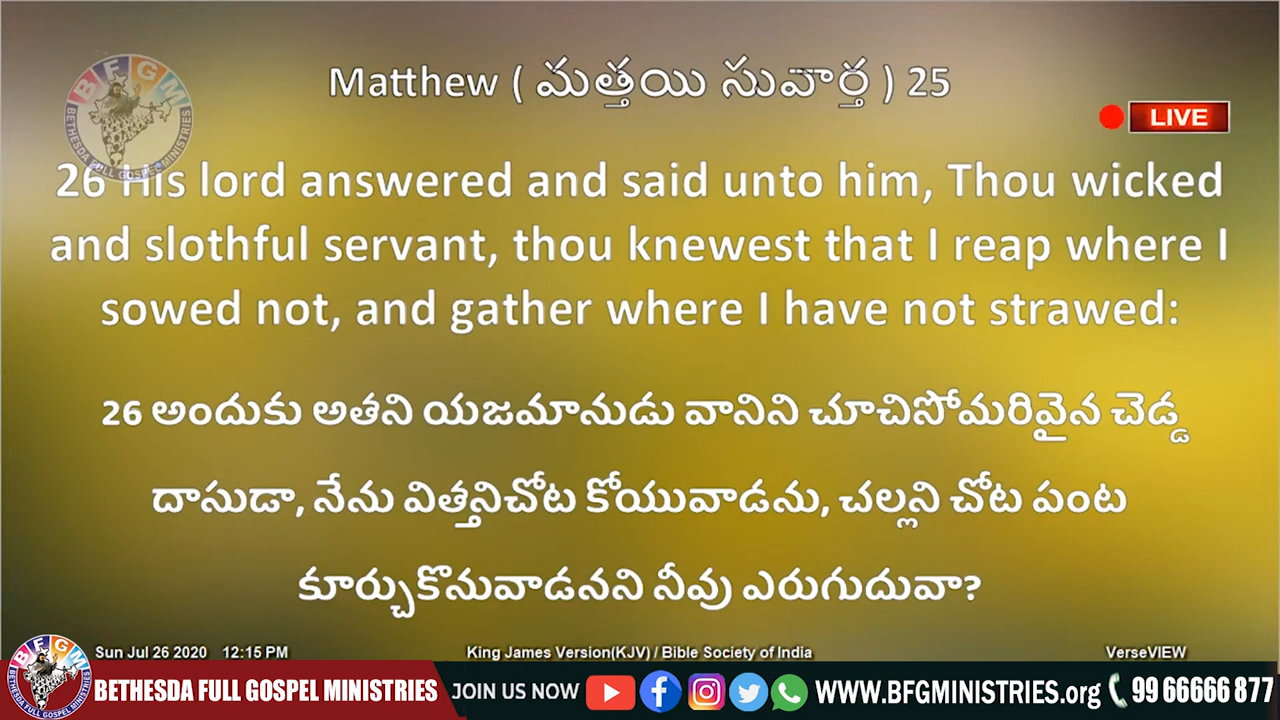 Matthew ( మత్తయి సువార్త ) 25
LIVE
BFGM
BETHESDA FULL GOSPEL MINISTRIES
26 His lord answered and said unto him, Thou wicked
and slothful servant, thou knewest that I reap where I
sowed not, and gather where I have not strawed:
26 అందుకు అతని యజమానుడు వానిని చూచిసోమరివైన చెడ్డ
దాసుడా, నేను విత్తనిచోట కోయువాడను, చల్లని చోట పంట
కూర్చుకొనువాడనని నీవు ఎరుగుదువా?
Sun Jul 26 2020 12:15 PM King James Version(KJV) / Bible Society of India VerseVIEW
BFGM
BETHESDA FULL GOSPEL MINISTRIES JOIN US NOW WWW.BFGMINISTRIES.org 99 66666 877